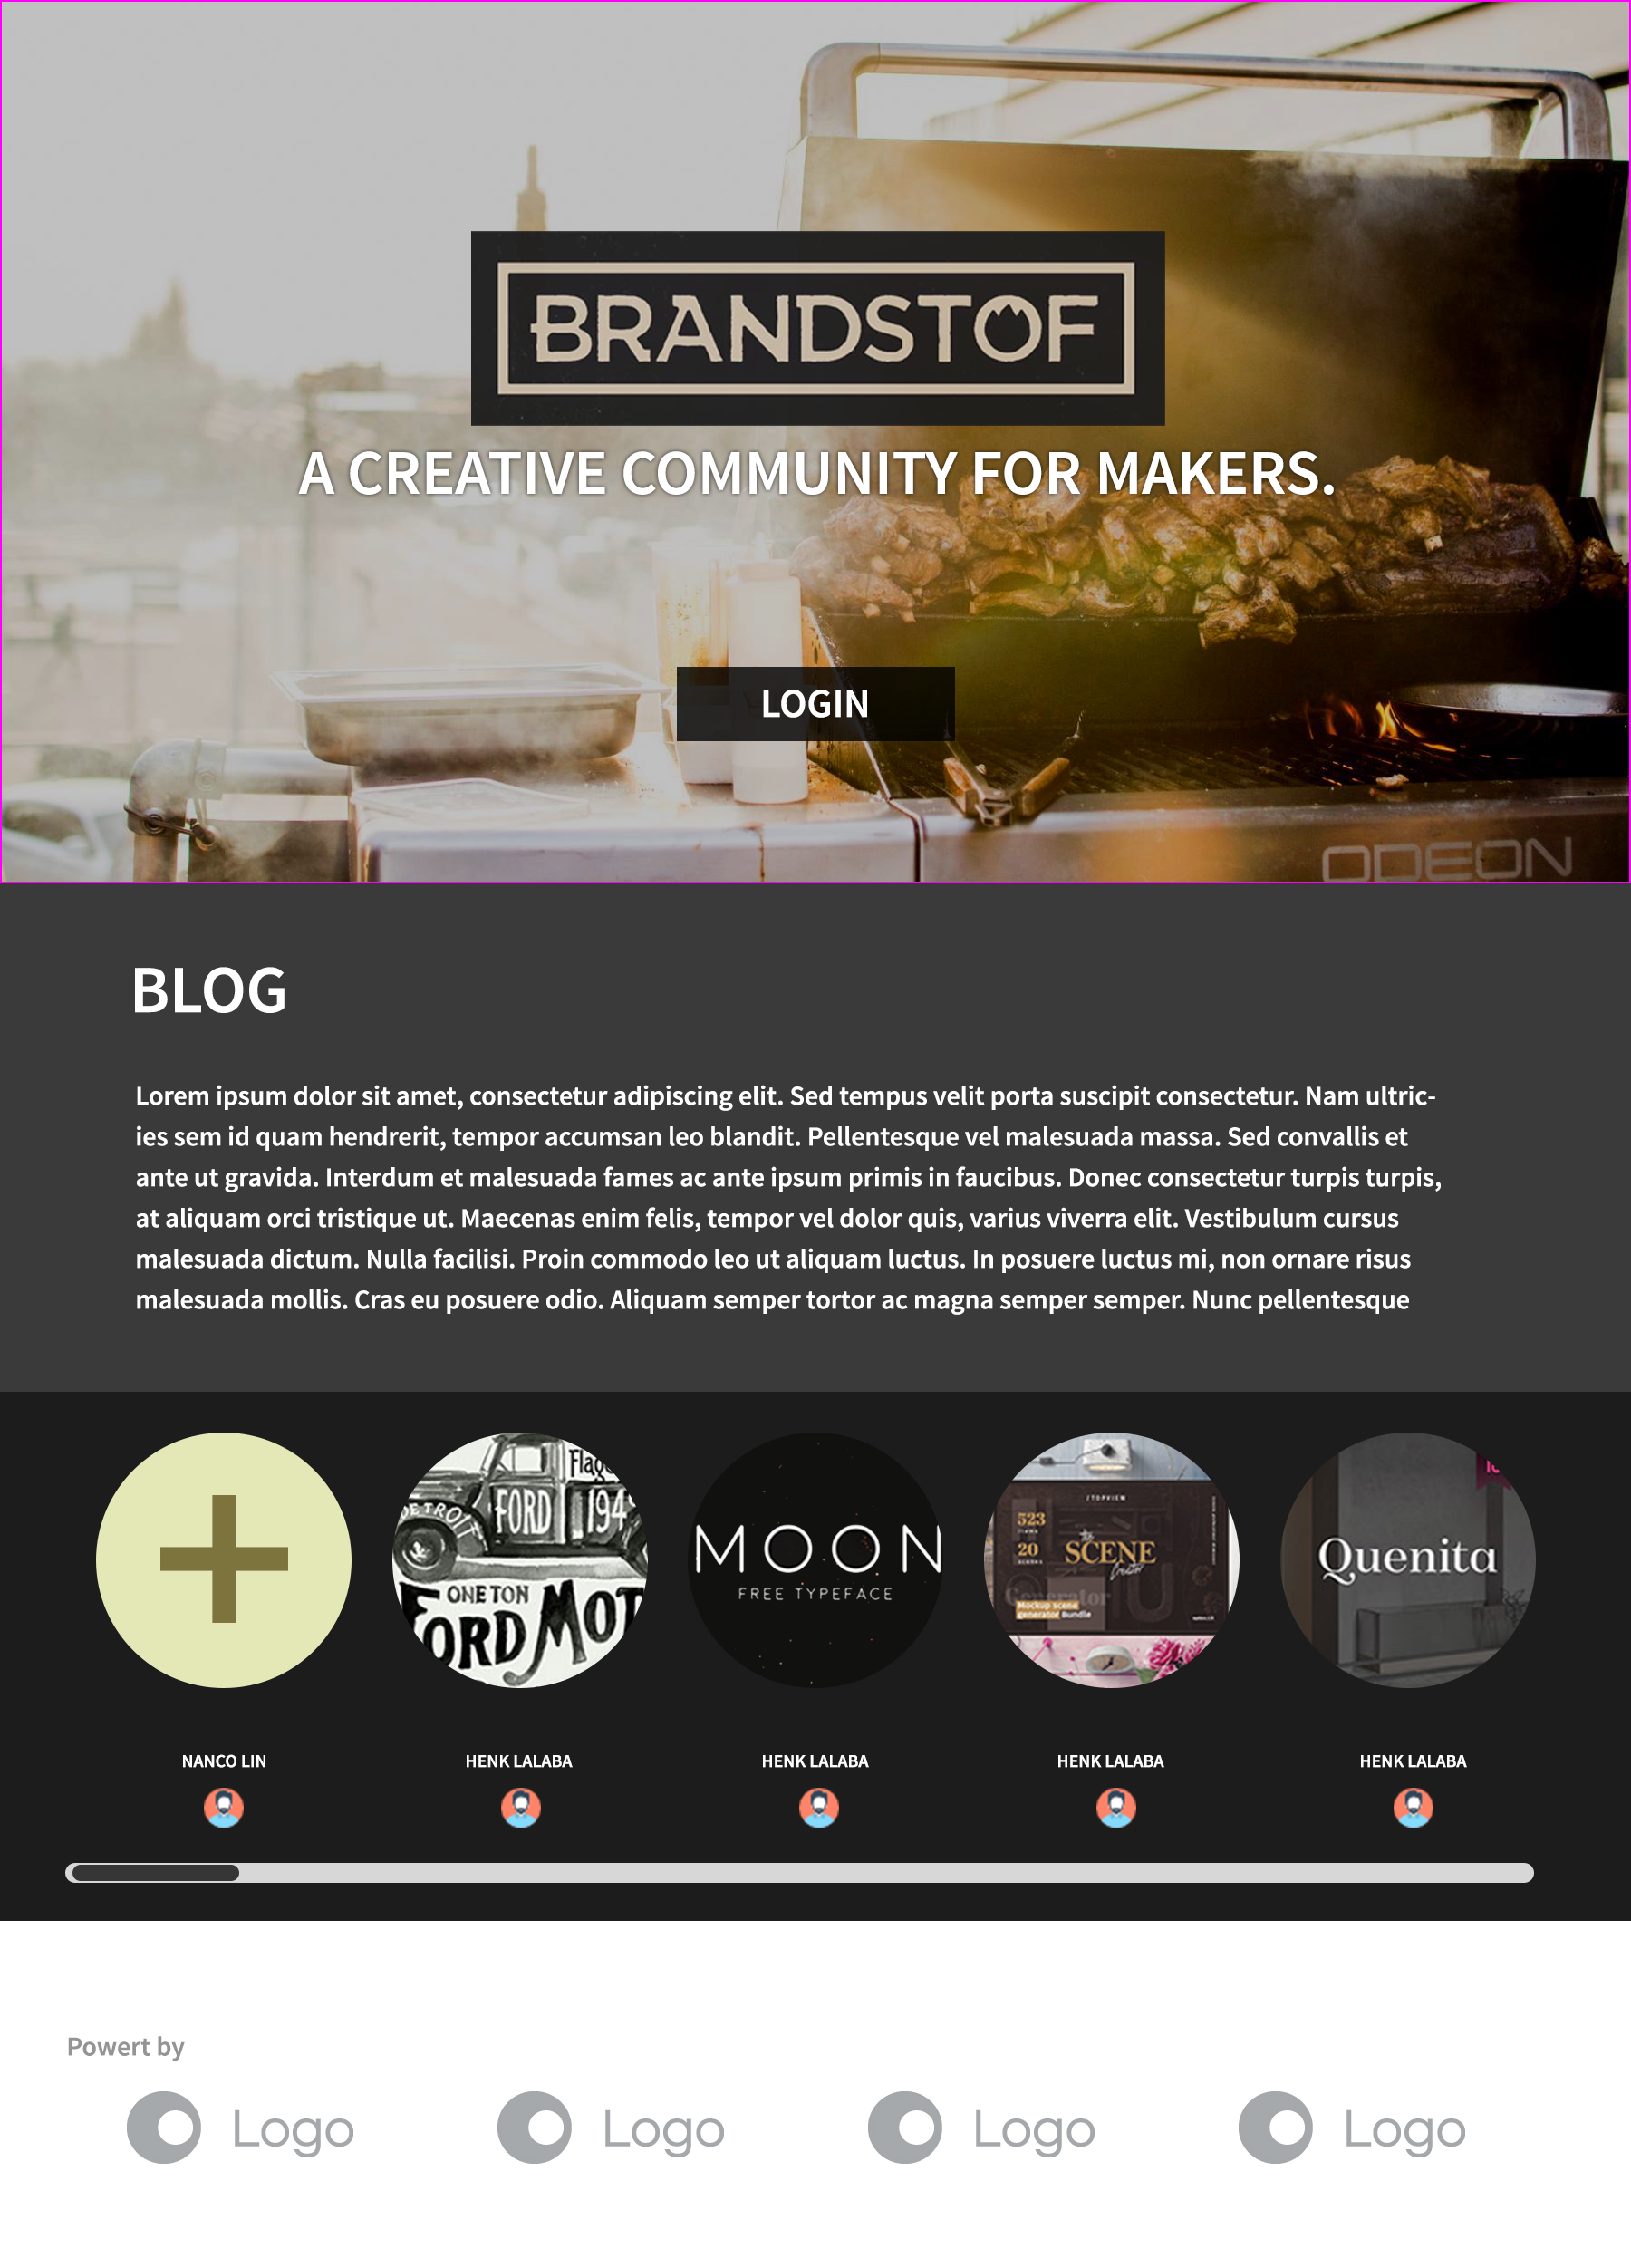 BRANDSTOF
A CREATIVE COMMUNITY FOR MAKERS.
LOGIN
ODEON
BLOG
Lorem ipsum dolor sit amet, consectetur adipiscing elit. Sed tempus velit porta suscipit consectetur. Nam ultric-
ies sem id quam hendrerit, tempor accumsan leo blandit. Pellentesque vel malesuada massa. Sed convallis et
ante ut gravida. Interdum et malesuada fames ac ante ipsum primis in faucibus. Donec consectetur turpis turpis,
at aliquam orci tristique ut. Maecenas enim felis, tempor vel dolor quis, varius viverra elit. Vestibulum cursus
malesuada dictum. Nulla facilisi. Proin commodo leo ut aliquam luctus. In posuere luctus mi, non ornare risus
malesuada mollis. Cras eu posuere odio. Aliquam semper tortor ac magna semper semper. Nunc pellentesque
Flag
DETROIT FORD 194
ONE TON
FORD MOT
MOON
FREE TYPEFACE
/TOPVIEW
523
20
the
SCENE
Creator
Generator
Mockup scene
generator Bundle
Quenita
NANCO LIN
HENK LALABA
HENK LALABA
HENK LALABA
HENK LALABA
Powert by
Logo
Logo
Logo
Logo